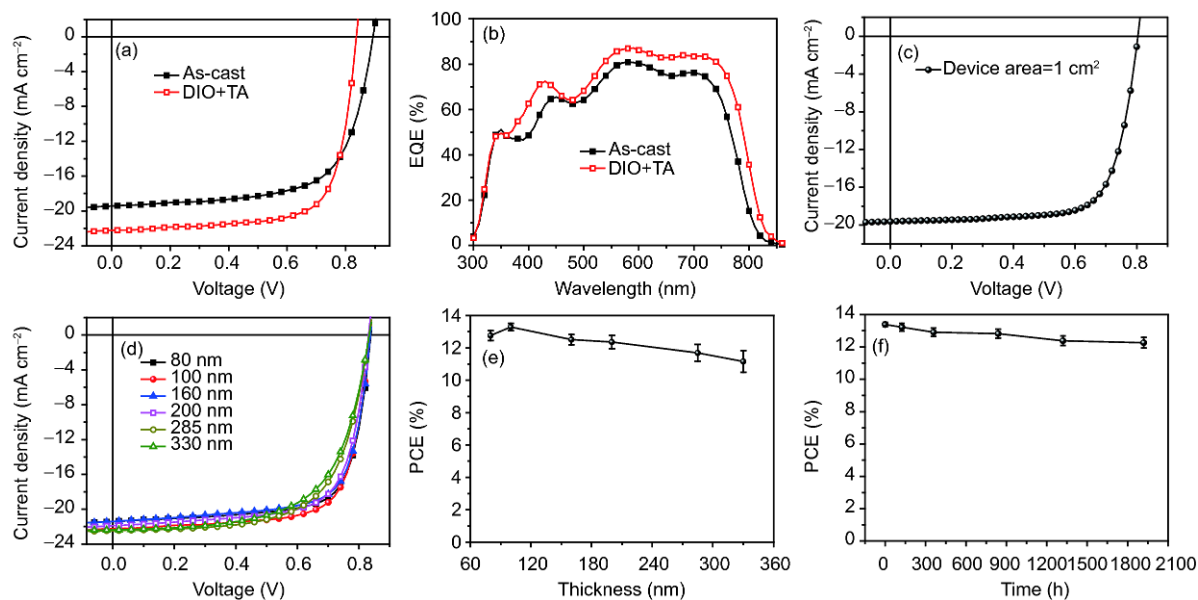 (a)
As-cast
DIO+TA
Current density (mA cm⁻²)
0
−4
−8
−12
−16
−20
−24
0.0 0.2 0.4 0.6 0.8
Voltage (V)
(b)
As-cast
DIO+TA
EQE (%)
100
80
60
40
20
0
300 400 500 600 700 800
Wavelength (nm)
(c)
Device area=1 cm²
Current density (mA cm⁻²)
0
−4
−8
−12
−16
−20
0.0 0.2 0.4 0.6 0.8
Voltage (V)
(d)
80 nm
100 nm
160 nm
200 nm
285 nm
330 nm
Current density (mA cm⁻²)
0
−4
−8
−12
−16
−20
−24
0.0 0.2 0.4 0.6 0.8
Voltage (V)
(e)
PCE (%)
14
12
10
8
6
4
2
0
60 120 180 240 300 360
Thickness (nm)
(f)
PCE (%)
14
12
10
8
6
4
2
0
0 300 600 900 1200 1500 1800 2100
Time (h)